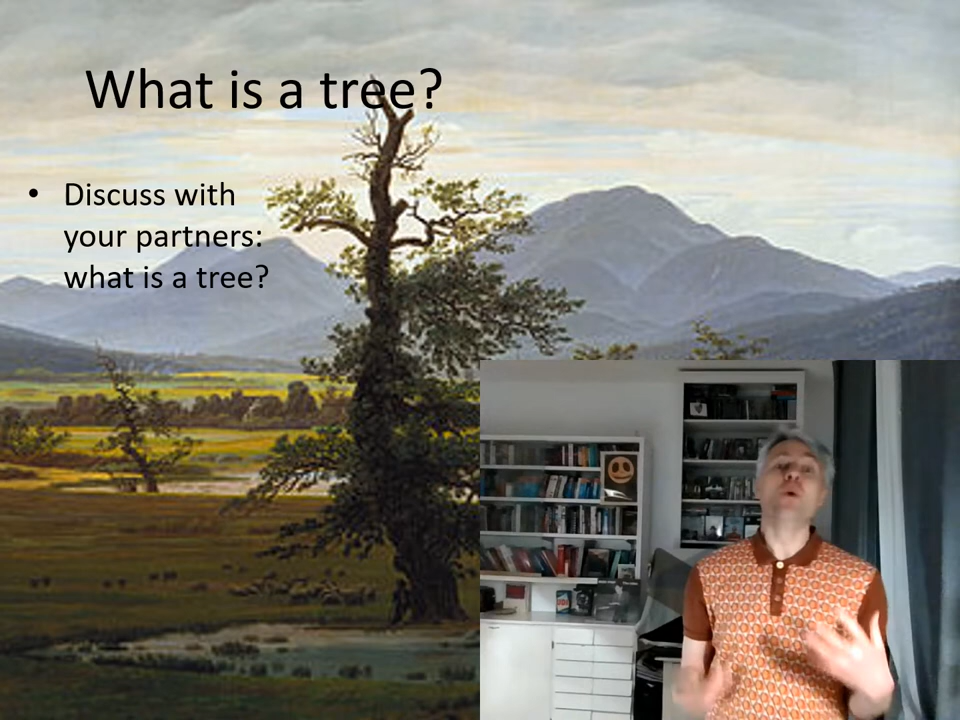 What is a tree?
• Discuss with
your partners:
what is a tree?